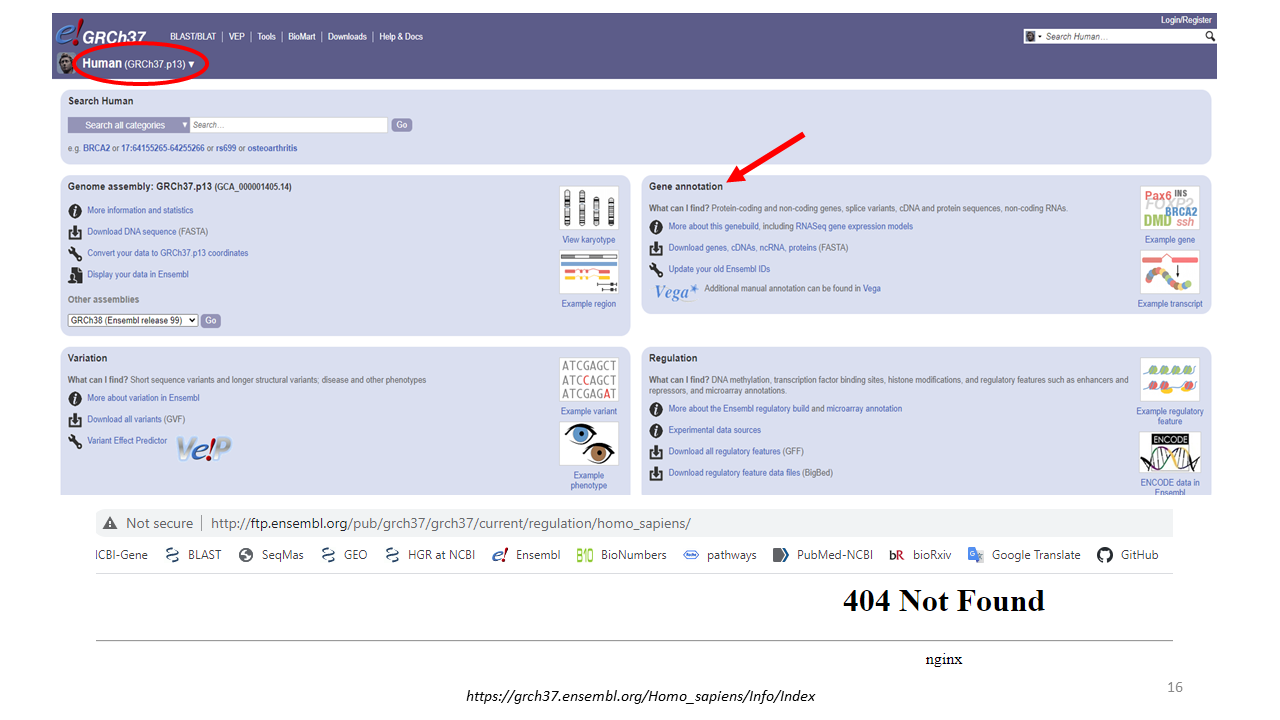 Login/Register
e! GRCh37 BLAST/BLAT | VEP | Tools | BioMart | Downloads | Help & Docs
Search Human…
Human (GRCh37.p13) ▼
Search Human
Search all categories ▼ Search… Go
e.g. BRCA2 or 17:64155265-64255266 or rs699 or osteoarthritis
Genome assembly: GRCh37.p13 (GCA_000001405.14)
More information and statistics
Download DNA sequence (FASTA)
Convert your data to GRCh37.p13 coordinates
Display your data in Ensembl
Other assemblies
GRCh38 (Ensembl release 99) Go
View karyotype
Example region
Gene annotation
What can I find? Protein-coding and non-coding genes, splice variants, cDNA and protein sequences, non-coding RNAs.
More about this genebuild, including RNASeq gene expression models
Download genes, cDNAs, ncRNA, proteins (FASTA)
Update your old Ensembl IDs
Vega* Additional manual annotation can be found in Vega
Pax6 INS
FOXP2
BRCA2
DMD ssh
Example gene
Example transcript
Variation
What can I find? Short sequence variants and longer structural variants; disease and other phenotypes
More about variation in Ensembl
Download all variants (GVF)
Variant Effect Predictor Ve!P
ATCGAGCT
ATCCAGCT
ATCGAGAT
Example variant
Example
phenotype
Regulation
What can I find? DNA methylation, transcription factor binding sites, histone modifications, and regulatory features such as enhancers and
repressors, and microarray annotations.
More about the Ensembl regulatory build and microarray annotation
Experimental data sources
Download all regulatory features (GFF)
Download regulatory feature data files (BigBed)
Example regulatory
feature
ENCODE
ENCODE data in
Ensembl
Not secure | http://ftp.ensembl.org/pub/grch37/grch37/current/regulation/homo_sapiens/
ICBI-Gene BLAST SeqMas GEO HGR at NCBI e! Ensembl B10 BioNumbers pathways PubMed-NCBI bR bioRxiv Google Translate GitHub
404 Not Found
nginx
https://grch37.ensembl.org/Homo_sapiens/Info/Index
16